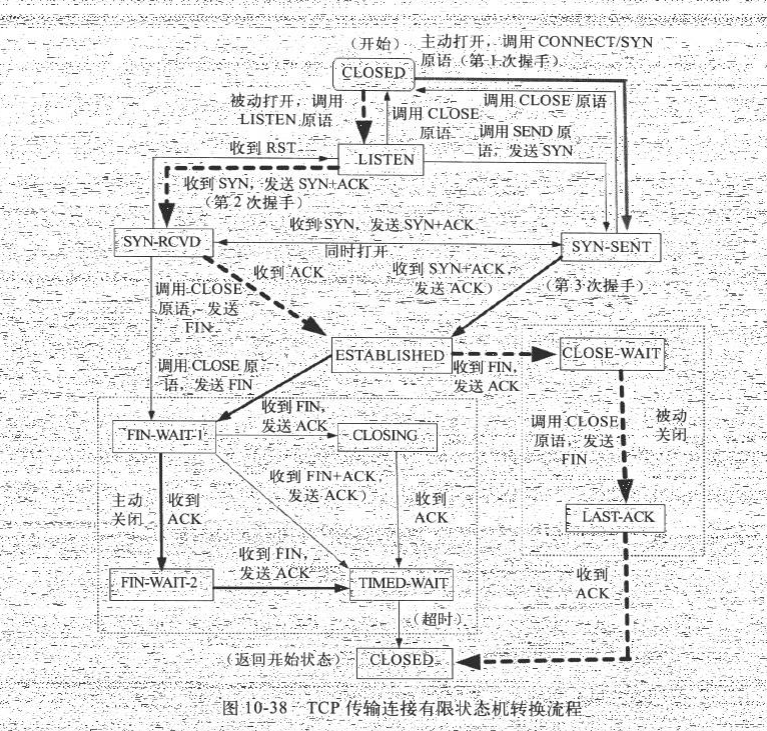 （开始）
主动打开，调用 CONNECT/SYN
原语（第 1 次握手）
CLOSED
被动打开，调用
LISTEN 原语
调用 CLOSE
原语
调用 CLOSE 原语
调用 SEND 原
语，发送 SYN
收到 RST
LISTEN
收到 SYN，发送 SYN+ACK
（第 2 次握手）
收到 SYN，发送 SYN+ACK
SYN-RCVD
同时打开
SYN-SENT
收到 ACK
收到 SYN+ACK，
发送 ACK）
（第 3 次握手）
调用 CLOSE
原语，发送
FIN
ESTABLISHED
CLOSE-WAIT
收到 FIN，
发送 ACK
调用 CLOSE 原
语，发送 FIN
收到 FIN，
发送 ACK
FIN-WAIT-1
CLOSING
调用 CLOSE
原语，发送
FIN
被动
关闭
收到 FIN+ACK，
发送 ACK）
主动
关闭
收到
ACK
收到
ACK
LAST-ACK
收到 FIN，
发送 ACK
FIN-WAIT-2
TIMED-WAIT
收到
ACK
（超时）
（返回开始状态）
CLOSED
图 10-38 TCP 传输连接有限状态机转换流程